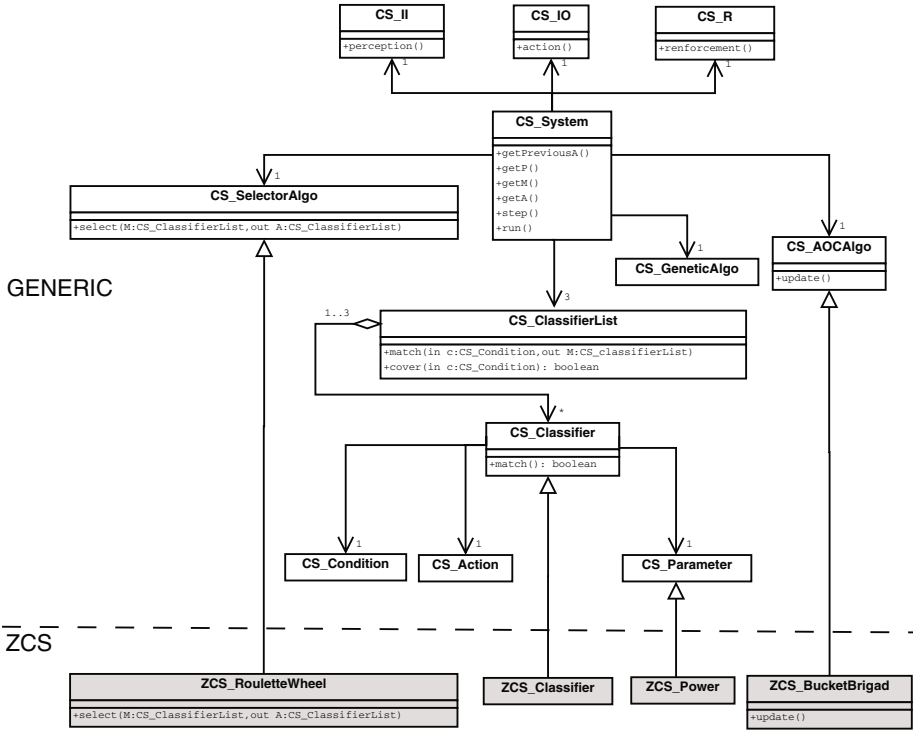 CS_II
+perception()
1
CS_IO
+action()
1
CS_R
+renforcement()
1
CS_System
+getPreviousA()
+getP()
+getM()
+getA()
+step()
+run()
1
CS_SelectorAlgo
+select(M:CS_ClassifierList,out A:CS_ClassifierList)
1
CS_GeneticAlgo
1
CS_AOCAlgo
+update()
GENERIC
3
1..3
CS_ClassifierList
+match(in c:CS_Condition,out M:CS_classifierList)
+cover(in c:CS_Condition): boolean
*
CS_Classifier
+match(): boolean
1
CS_Condition
1
CS_Action
1
CS_Parameter
ZCS
ZCS_RouletteWheel
+select(M:CS_ClassifierList,out A:CS_ClassifierList)
ZCS_Classifier
ZCS_Power
ZCS_BucketBrigad
+update()